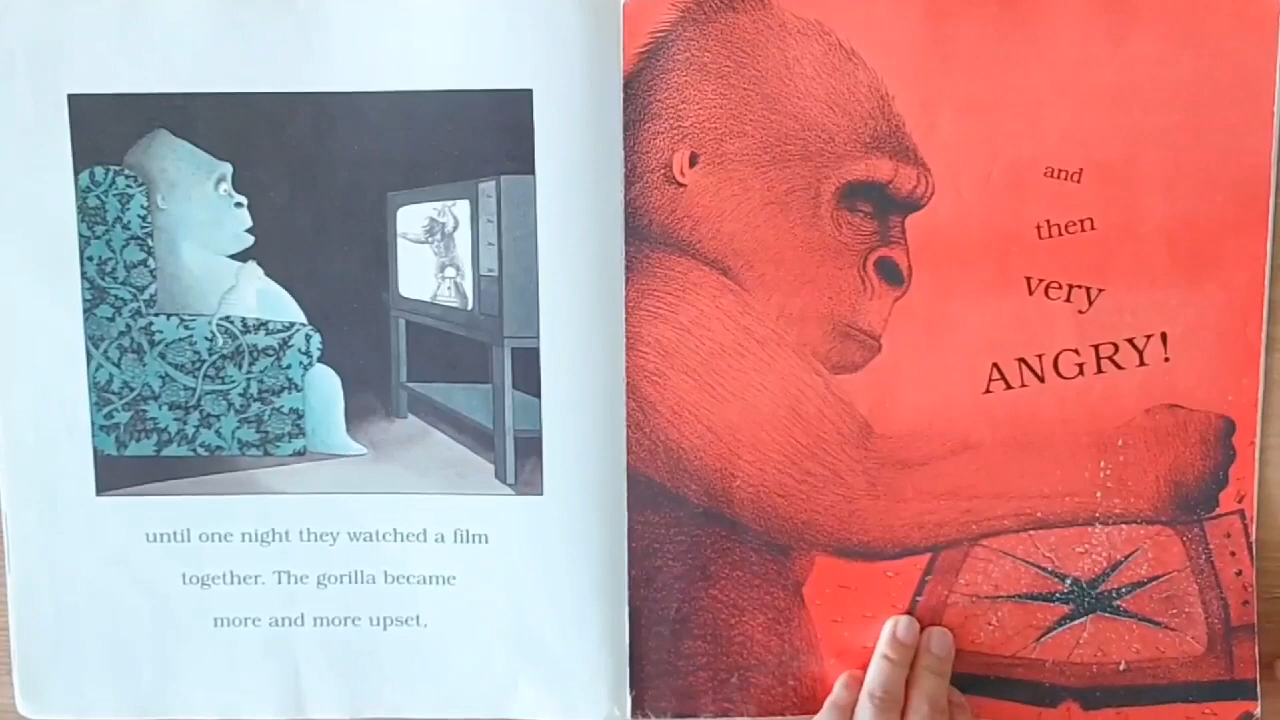 until one night they watched a film
together. The gorilla became
more and more upset,
and
then
very
ANGRY!